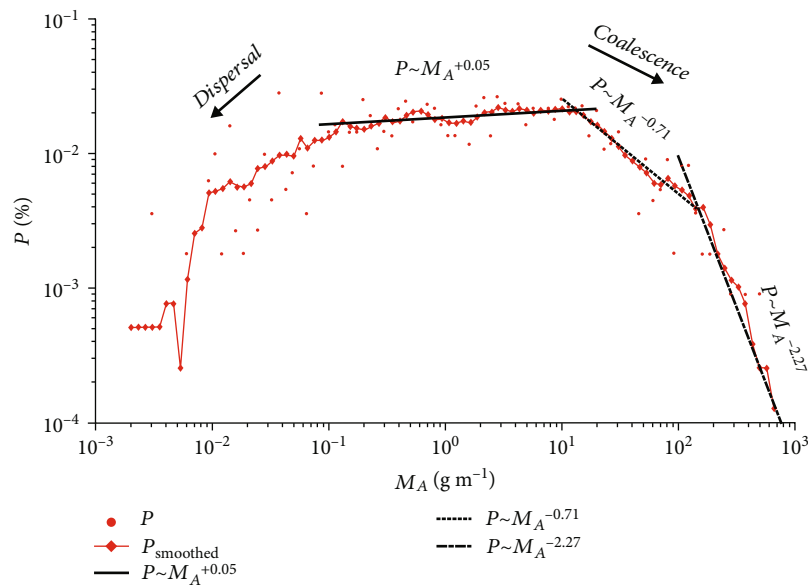 10⁻¹
10⁻²
10⁻³
10⁻⁴
P (%)
Dispersal
P~M_A^+0.05
Coalescence
P~M_A^−0.71
P~M_A^−2.27
10⁻³ 10⁻² 10⁻¹ 10⁰ 10¹ 10² 10³
M_A (g m⁻¹)
P
P_smoothed
P~M_A^+0.05
P~M_A^−0.71
P~M_A^−2.27